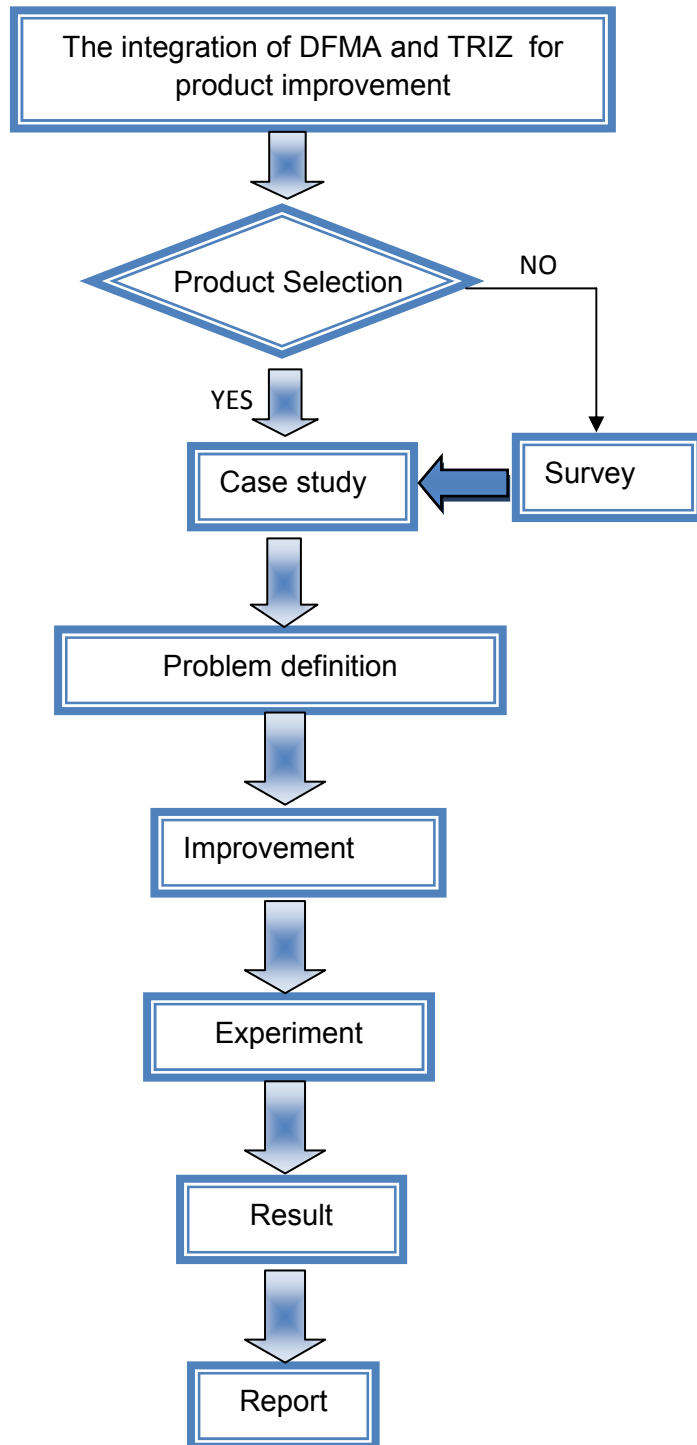 The integration of DFMA and TRIZ for
product improvement
Product Selection
NO
YES
Case study
Survey
Problem definition
Improvement
Experiment
Result
Report